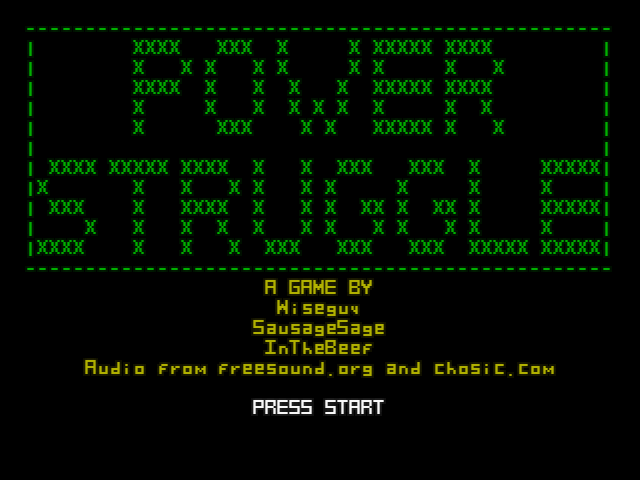 POWER
STRUGGLE
A GAME BY
Wiseguy
SausageSage
InTheBeef
Audio from freesound.org and chosic.com
PRESS START